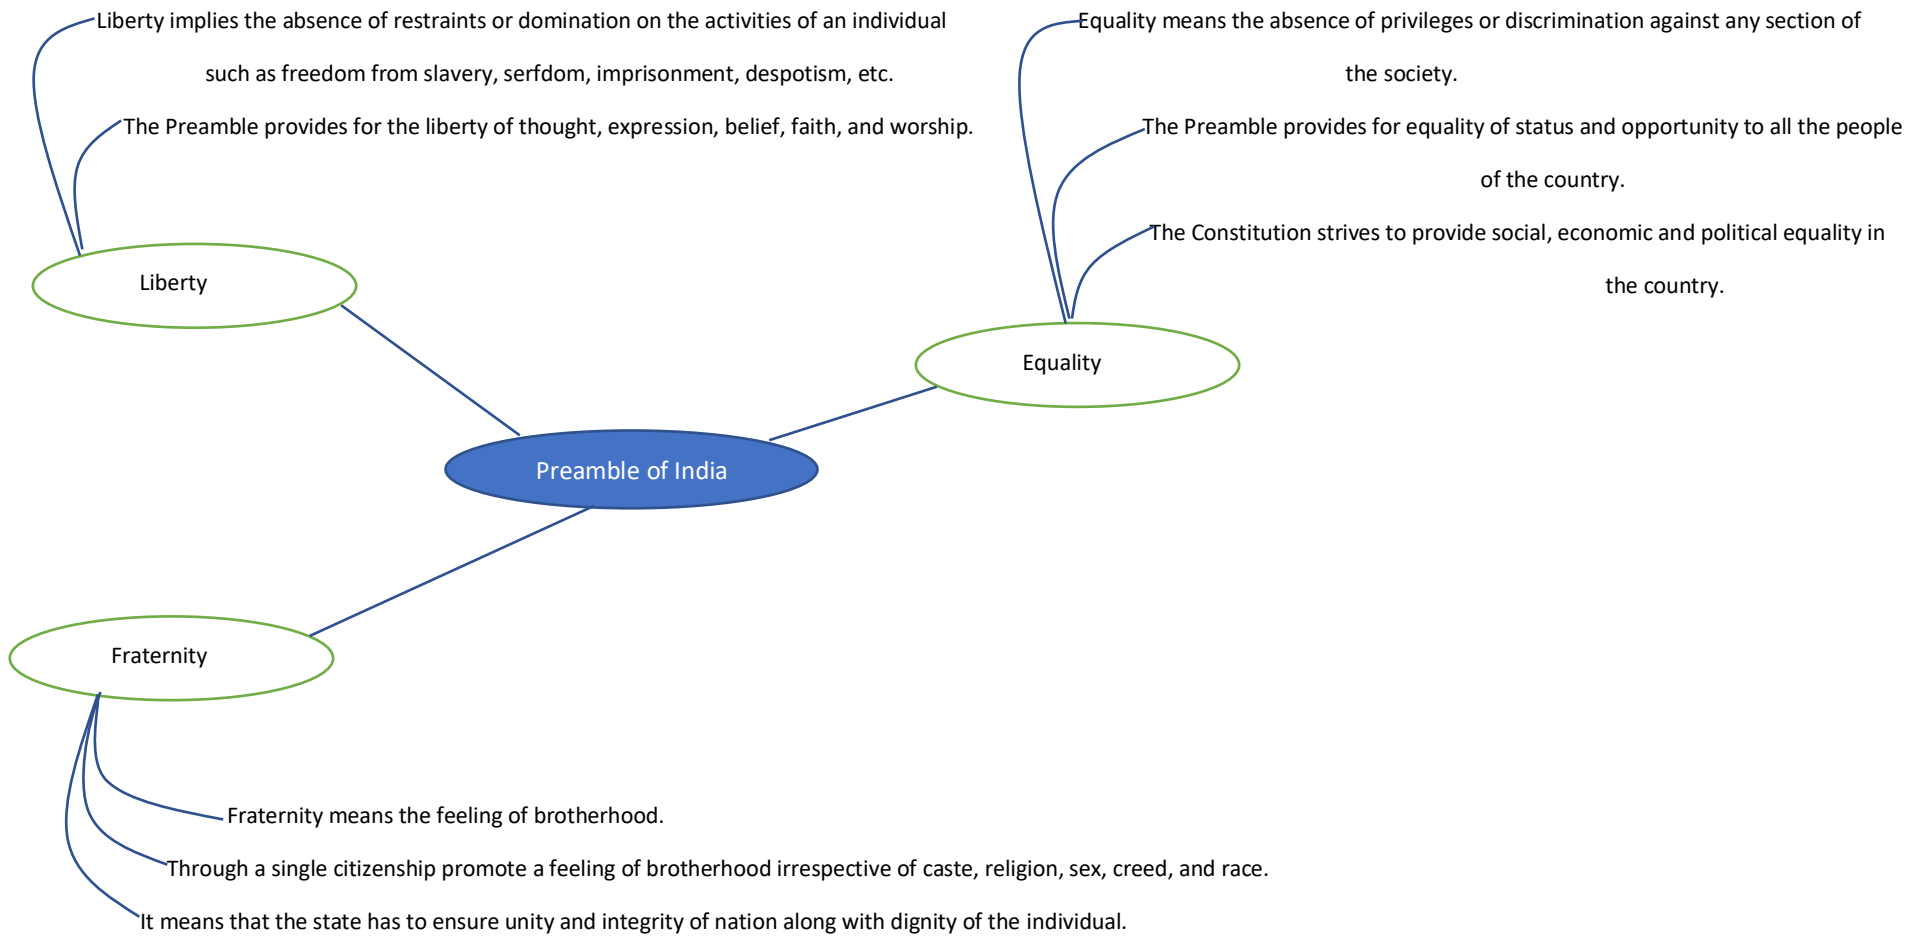 Liberty implies the absence of restraints or domination on the activities of an individual
such as freedom from slavery, serfdom, imprisonment, despotism, etc.
The Preamble provides for the liberty of thought, expression, belief, faith, and worship.
Liberty
Equality means the absence of privileges or discrimination against any section of
the society.
The Preamble provides for equality of status and opportunity to all the people
of the country.
The Constitution strives to provide social, economic and political equality in
the country.
Equality
Preamble of India
Fraternity
Fraternity means the feeling of brotherhood.
Through a single citizenship promote a feeling of brotherhood irrespective of caste, religion, sex, creed, and race.
It means that the state has to ensure unity and integrity of nation along with dignity of the individual.